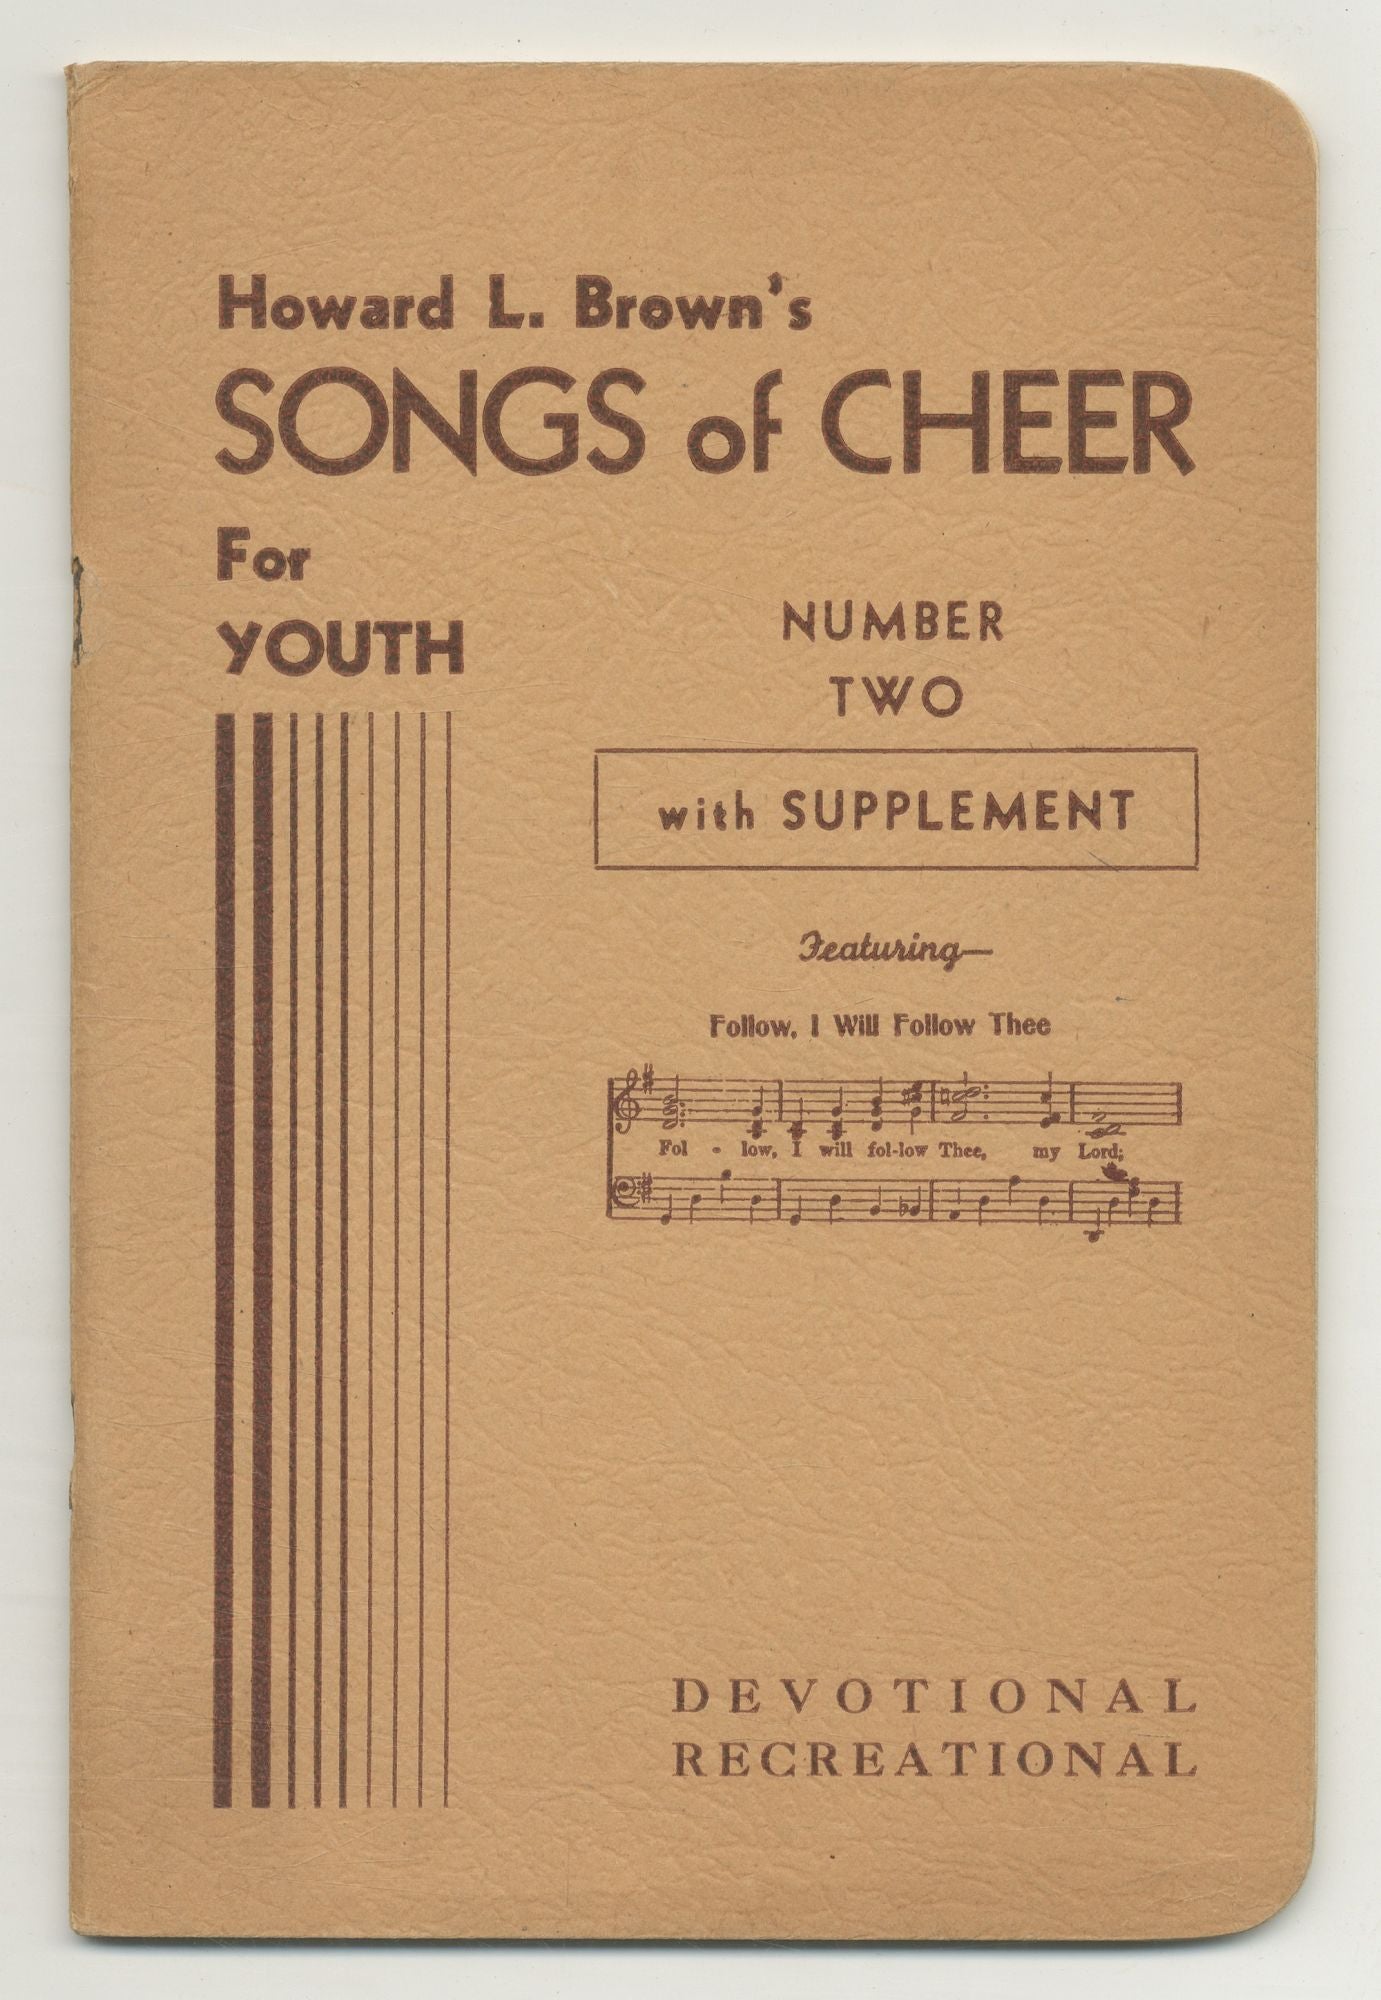 Howard L. Brown's
SONGS of CHEER
For
YOUTH
NUMBER
TWO
with SUPPLEMENT
Featuring—
Follow, I Will Follow Thee
Fol - low, I will fol-low Thee, my Lord;
DEVOTIONAL
RECREATIONAL